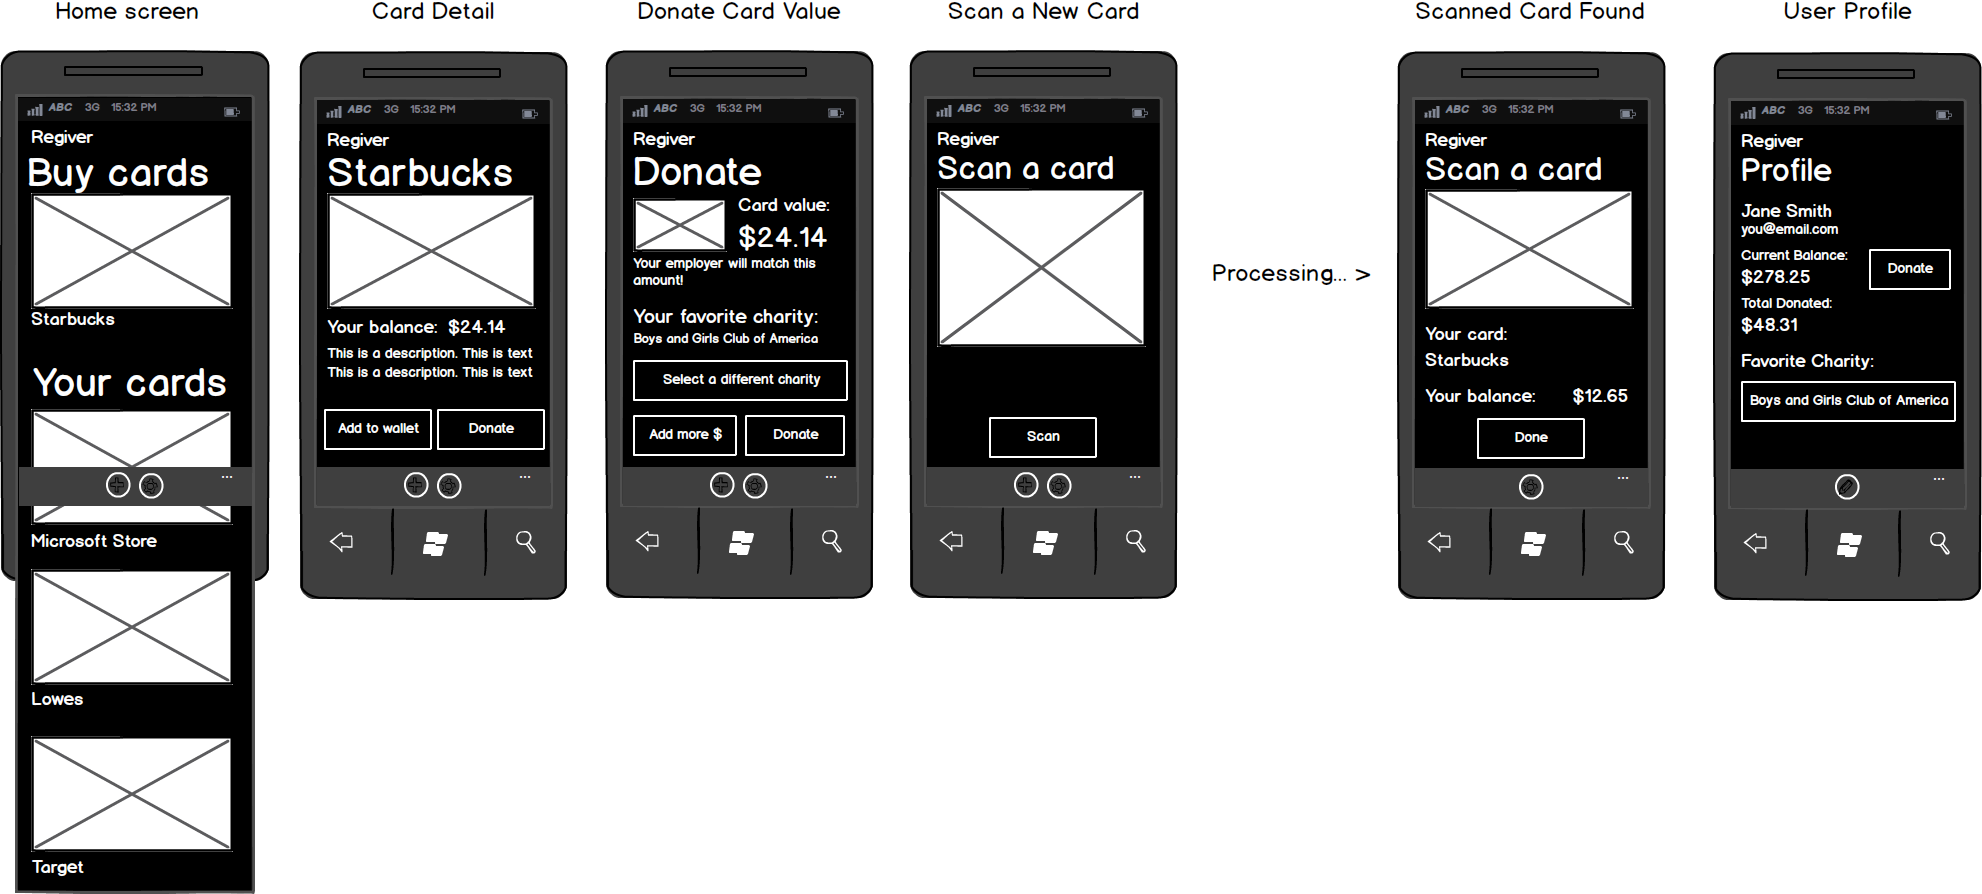 Home screen
ABC 3G 15:32 PM
Regiver
Buy cards
Starbucks
Your cards
...
Microsoft Store
Lowes
Target
Card Detail
ABC 3G 15:32 PM
Regiver
Starbucks
Your balance: $24.14
This is a description. This is text
This is a description. This is text
Add to wallet
Donate
...
Donate Card Value
ABC 3G 15:32 PM
Regiver
Donate
Card value:
$24.14
Your employer will match this
amount!
Your favorite charity:
Boys and Girls Club of America
Select a different charity
Add more $
Donate
...
Scan a New Card
ABC 3G 15:32 PM
Regiver
Scan a card
Scan
...
Processing... >
Scanned Card Found
ABC 3G 15:32 PM
Regiver
Scan a card
Your card:
Starbucks
Your balance: $12.65
Done
...
User Profile
ABC 3G 15:32 PM
Regiver
Profile
Jane Smith
you@email.com
Current Balance:
$278.25
Donate
Total Donated:
$48.31
Favorite Charity:
Boys and Girls Club of America
...